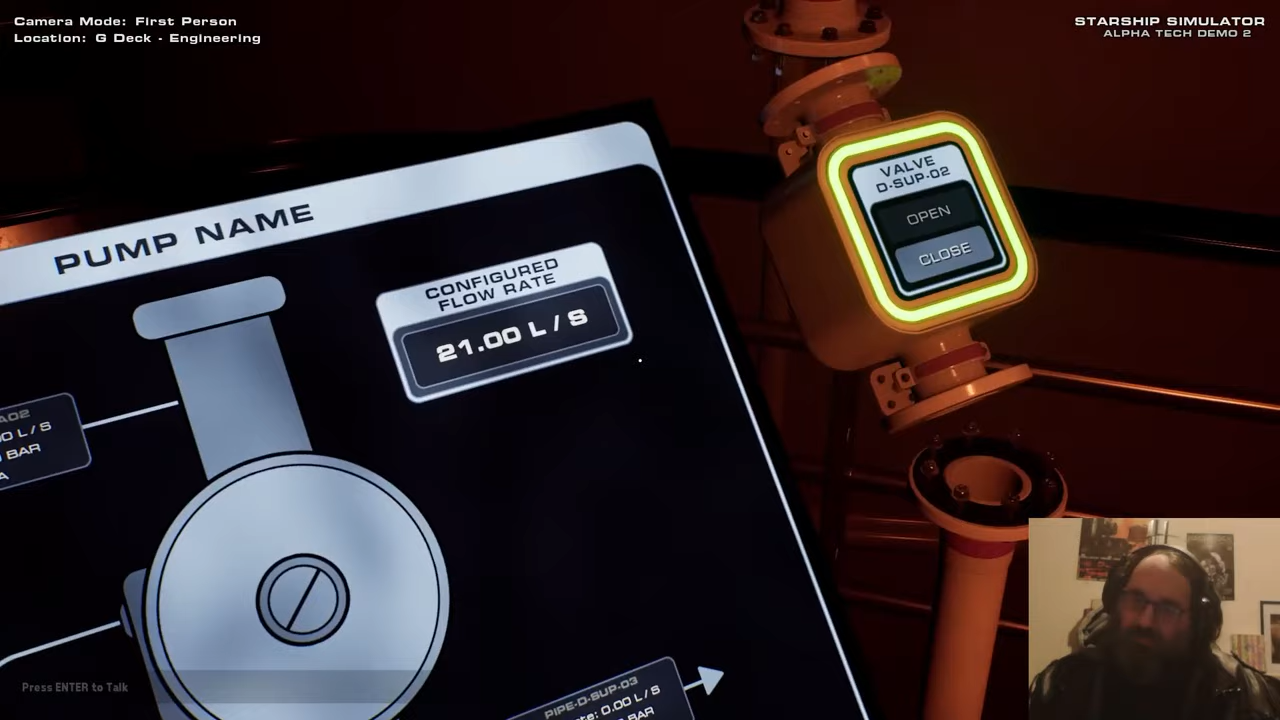 Camera Mode: First Person
Location: G Deck - Engineering
STARSHIP SIMULATOR
ALPHA TECH DEMO 2
VALVE
D-SUP-02
OPEN
CLOSE
PUMP NAME
CONFIGURED
FLOW RATE
21.00 L / S
L / S
BAR
PIPE-D-SUP-03
0.00 L / S
BAR
Press ENTER to Talk